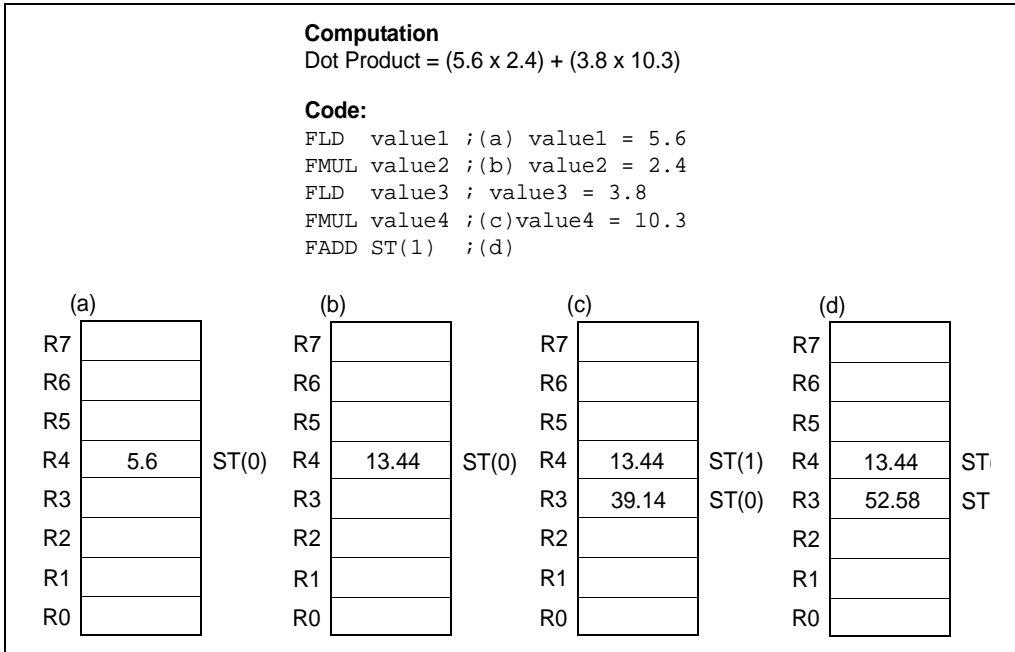 Computation
Dot Product = (5.6 x 2.4) + (3.8 x 10.3)
Code:
FLD value1 ;(a) value1 = 5.6
FMUL value2 ;(b) value2 = 2.4
FLD value3 ; value3 = 3.8
FMUL value4 ;(c)value4 = 10.3
FADD ST(1) ;(d)
(a) (b) (c) (d)
R7 R7 R7 R7
R6 R6 R6 R6
R5 R5 R5 R5
R4 5.6 ST(0) R4 13.44 ST(0) R4 13.44 ST(1) R4 13.44 ST(
R3 R3 R3 39.14 ST(0) R3 52.58 ST
R2 R2 R2 R2
R1 R1 R1 R1
R0 R0 R0 R0